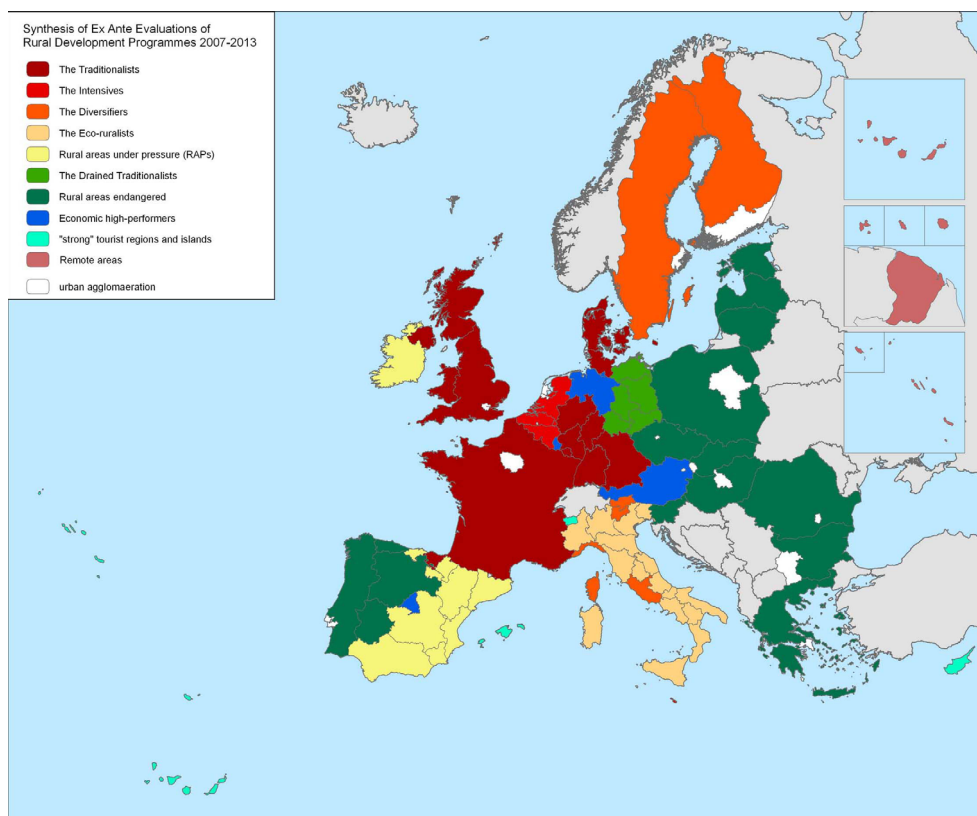 Synthesis of Ex Ante Evaluations of
Rural Development Programmes 2007-2013
The Traditionalists
The Intensives
The Diversifiers
The Eco-ruralists
Rural areas under pressure (RAPs)
The Drained Traditionalists
Rural areas endangered
Economic high-performers
"strong" tourist regions and islands
Remote areas
urban agglomaeration